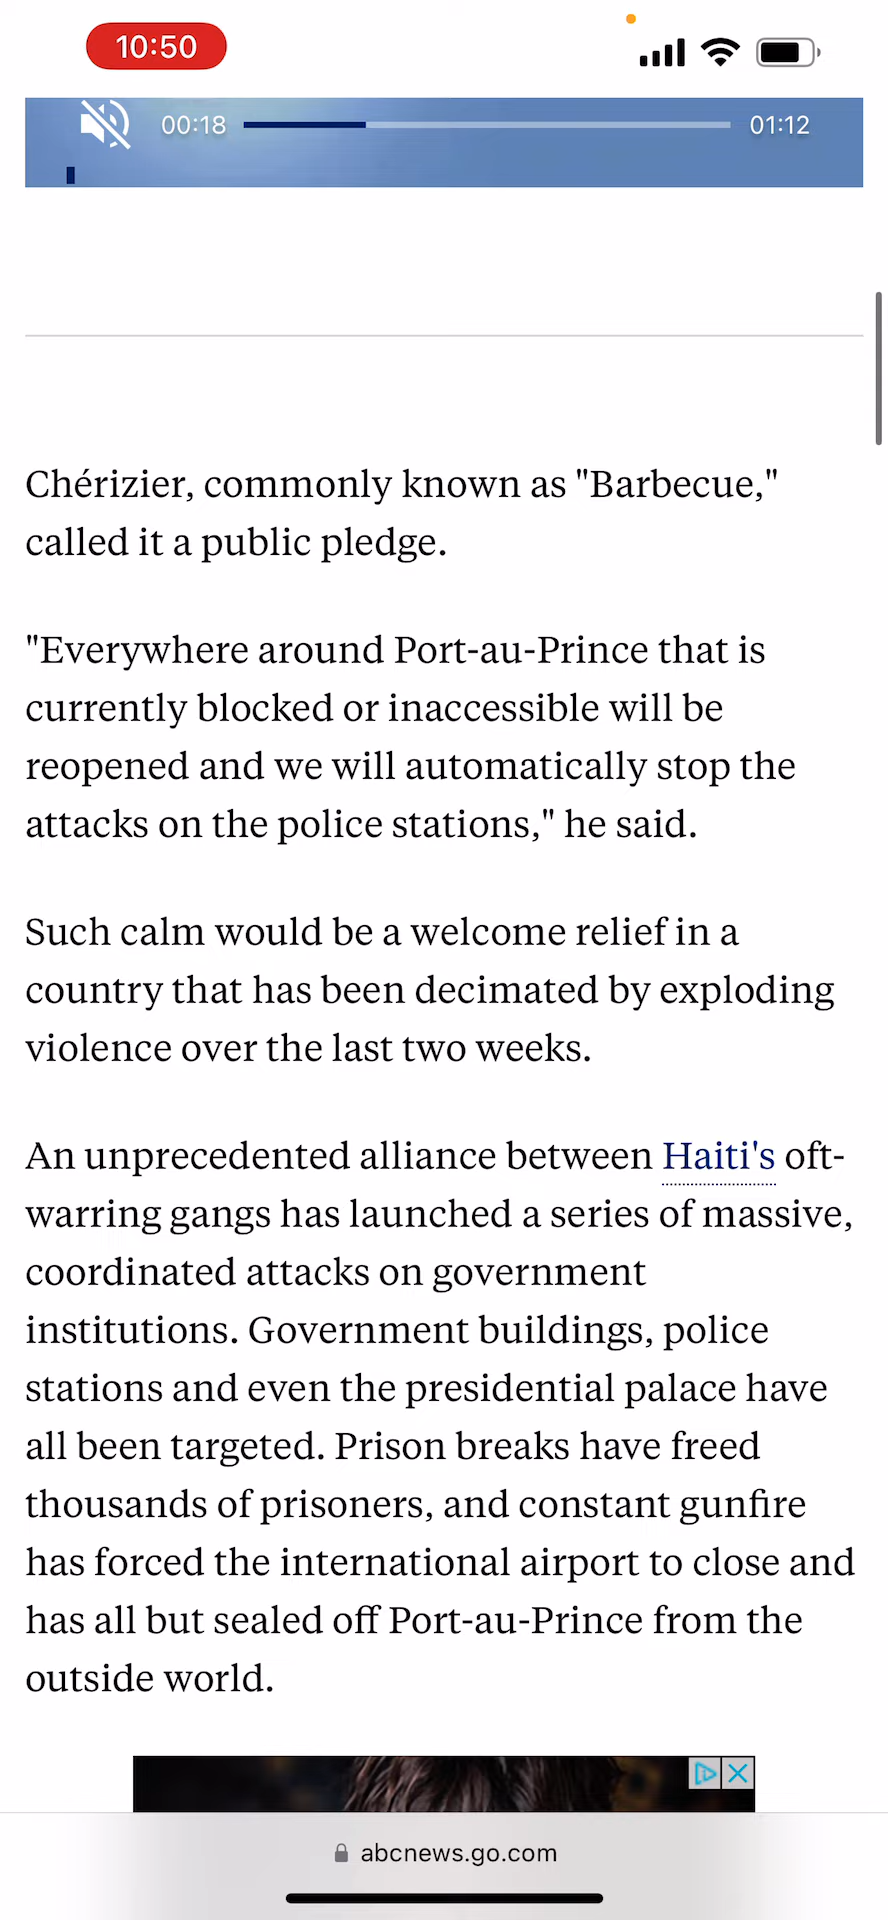 10:50
00:18
01:12
Chérizier, commonly known as "Barbecue,"
called it a public pledge.
"Everywhere around Port-au-Prince that is
currently blocked or inaccessible will be
reopened and we will automatically stop the
attacks on the police stations," he said.
Such calm would be a welcome relief in a
country that has been decimated by exploding
violence over the last two weeks.
An unprecedented alliance between Haiti's oft-
warring gangs has launched a series of massive,
coordinated attacks on government
institutions. Government buildings, police
stations and even the presidential palace have
all been targeted. Prison breaks have freed
thousands of prisoners, and constant gunfire
has forced the international airport to close and
has all but sealed off Port-au-Prince from the
outside world.
abcnews.go.com